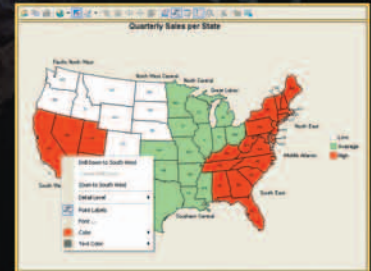 Quarterly Sales per State
Pacific North West
North West Central
North Central
Great Lakes
North East
Low
Average
High
Middle Atlantic
South East
Southern Central
Drill Down to South West
Zoom to South West
Detail Level
Point Labels
Font ...
Color
Text Color